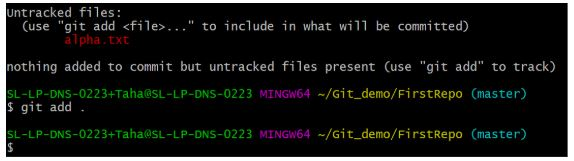 Untracked files:
(use "git add <file>..." to include in what will be committed)
alpha.txt
nothing added to commit but untracked files present (use "git add" to track)
SL-LP-DNS-0223+Taha@SL-LP-DNS-0223 MINGW64 ~/Git_demo/FirstRepo (master)
$ git add .
SL-LP-DNS-0223+Taha@SL-LP-DNS-0223 MINGW64 ~/Git_demo/FirstRepo (master)
$